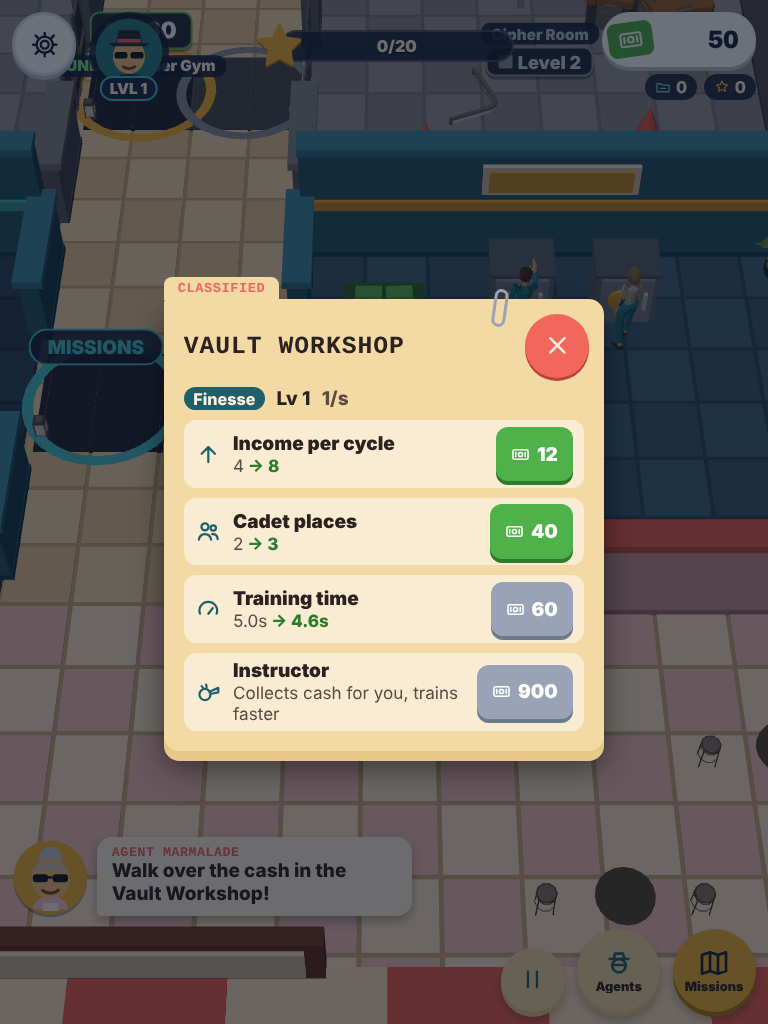 0/20
Cipher Room
50
er Gym
Level 2
LVL 1
0
0
MISSIONS
CLASSIFIED
VAULT WORKSHOP
Finesse
Lv 1 1/s
Income per cycle
4 → 8
12
Cadet places
2 → 3
40
Training time
5.0s → 4.6s
60
Instructor
Collects cash for you, trains
faster
900
AGENT MARMALADE
Walk over the cash in the
Vault Workshop!
Agents
Missions